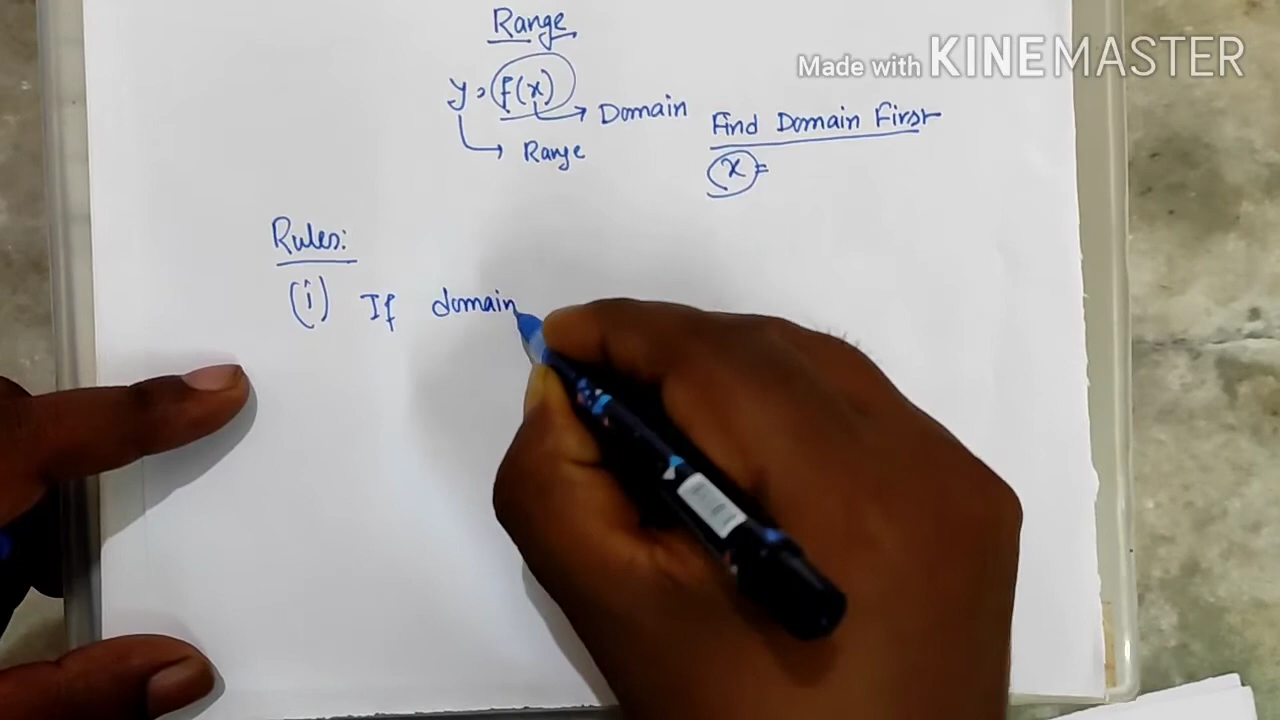 Range
Made with KINEMASTER
y = f(x)
Domain
Find Domain First
Range
x =
Rules:
(i) If domain